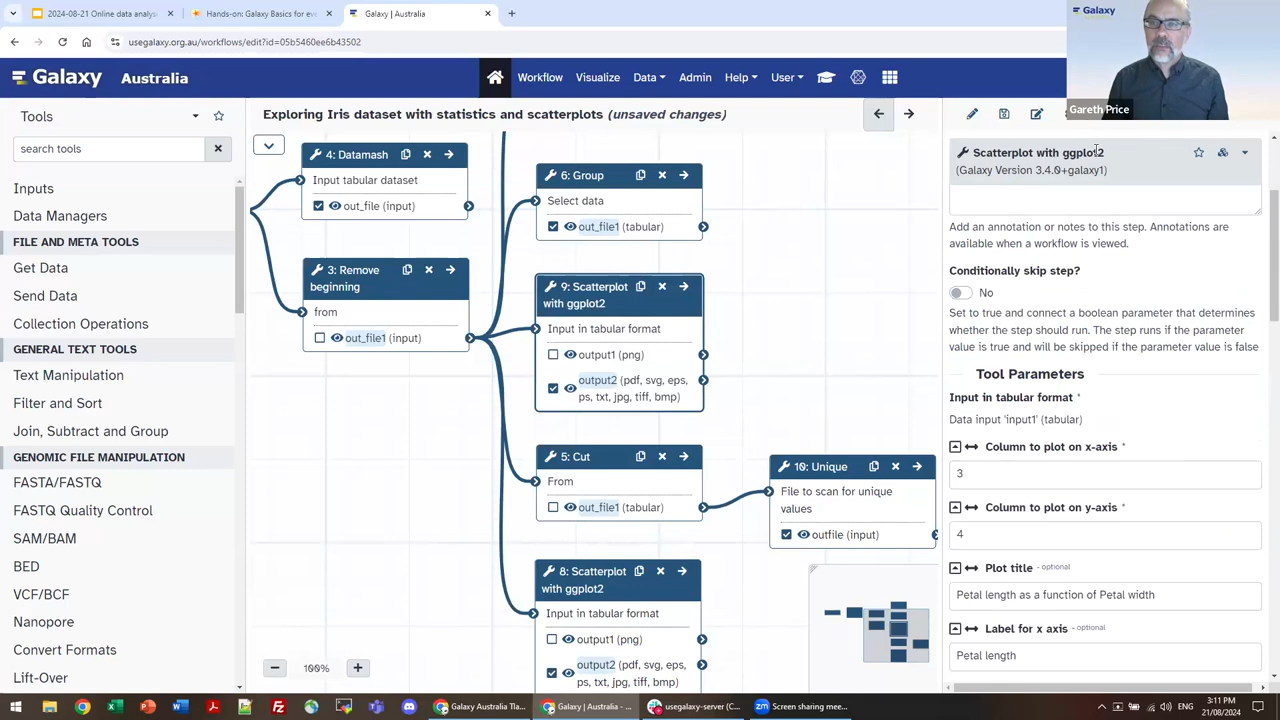 2024-08-21 Online data analysi
Hands-on: Galaxy Basics for ev
Galaxy | Australia
usegalaxy.org.au/workflows/edit?id=05b5460ee6b43502
Galaxy Australia
Workflow Visualize Data Admin Help User
Galaxy
Gareth Price
Tools
search tools
Inputs
Data Managers
FILE AND META TOOLS
Get Data
Send Data
Collection Operations
GENERAL TEXT TOOLS
Text Manipulation
Filter and Sort
Join, Subtract and Group
GENOMIC FILE MANIPULATION
FASTA/FASTQ
FASTQ Quality Control
SAM/BAM
BED
VCF/BCF
Nanopore
Convert Formats
Lift-Over
Exploring Iris dataset with statistics and scatterplots (unsaved changes)
4: Datamash
Input tabular dataset
out_file (input)
3: Remove
beginning
from
out_file1 (input)
6: Group
Select data
out_file1 (tabular)
9: Scatterplot
with ggplot2
Input in tabular format
output1 (png)
output2 (pdf, svg, eps,
ps, txt, jpg, tiff, bmp)
5: Cut
From
out_file1 (tabular)
10: Unique
File to scan for unique
values
outfile (input)
8: Scatterplot
with ggplot2
Input in tabular format
output1 (png)
output2 (pdf, svg, eps,
ps, txt, jpg, tiff, bmp)
100%
Scatterplot with ggplot2
(Galaxy Version 3.4.0+galaxy1)
Add an annotation or notes to this step. Annotations are
available when a workflow is viewed.
Conditionally skip step?
No
Set to true and connect a boolean parameter that determines
whether the step should run. The step runs if the parameter
value is true and will be skipped if the parameter value is false
Tool Parameters
Input in tabular format *
Data input 'input1' (tabular)
Column to plot on x-axis *
3
Column to plot on y-axis *
4
Plot title - optional
Petal length as a function of Petal width
Label for x axis - optional
Petal length
Galaxy Australia Tla...
Galaxy | Australia - ...
usegalaxy-server (C...
Screen sharing mee...
ENG
3:11 PM
21/08/2024